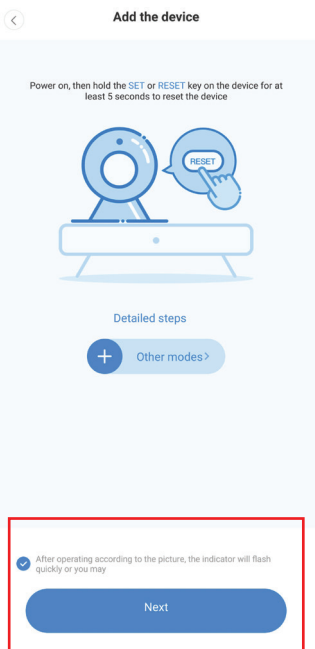 Add the device
Power on, then hold the SET or RESET key on the device for at
least 5 seconds to reset the device
RESET
Detailed steps
Other modes>
After operating according to the picture, the indicator will flash
quickly or you may
Next